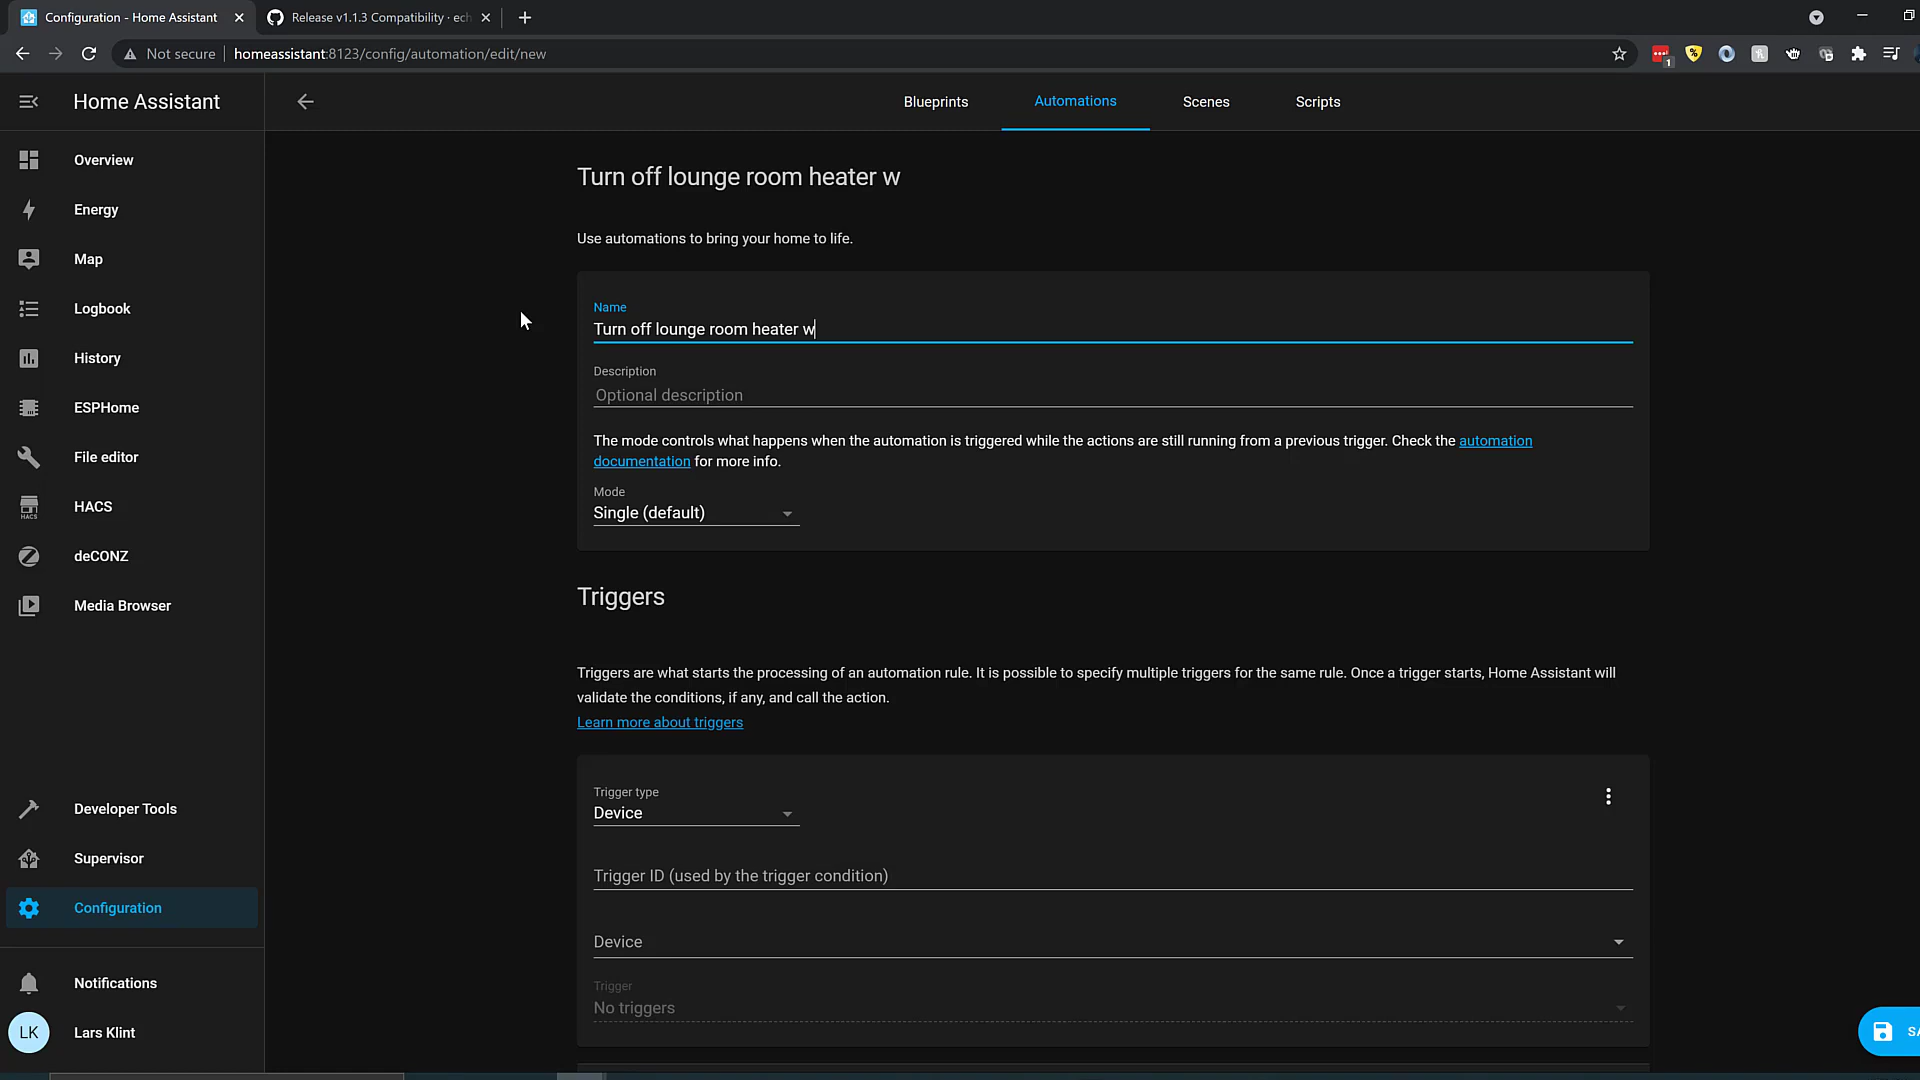 Configuration - Home Assistant
Release v1.1.3 Compatibility · ech
Not secure
homeassistant:8123/config/automation/edit/new
1
Home Assistant
Blueprints
Automations
Scenes
Scripts
Overview
Energy
Map
Logbook
History
ESPHome
File editor
HACS
HACS
deCONZ
Media Browser
Developer Tools
Supervisor
Configuration
Notifications
LK
Lars Klint
Turn off lounge room heater w
Use automations to bring your home to life.
Name
Turn off lounge room heater w
Description
Optional description
The mode controls what happens when the automation is triggered while the actions are still running from a previous trigger. Check the automation
documentation for more info.
Mode
Single (default)
Triggers
Triggers are what starts the processing of an automation rule. It is possible to specify multiple triggers for the same rule. Once a trigger starts, Home Assistant will
validate the conditions, if any, and call the action.
Learn more about triggers
Trigger type
Device
Trigger ID (used by the trigger condition)
Device
Trigger
No triggers
SA